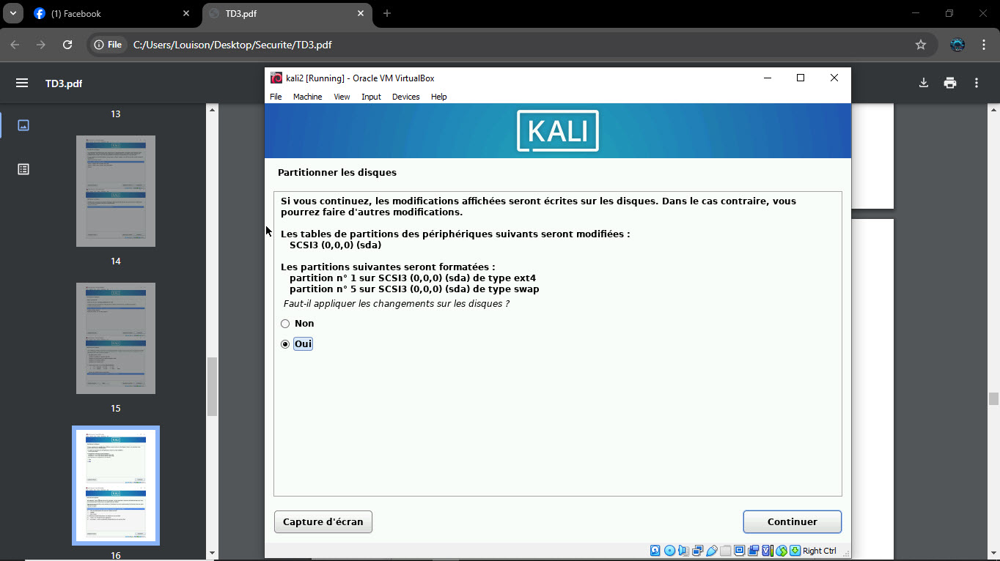 (1) Facebook
TD3.pdf
File
C:/Users/Louison/Desktop/Securite/TD3.pdf
TD3.pdf
13
14
15
16
kali2 [Running] - Oracle VM VirtualBox
File Machine View Input Devices Help
KALI
Partitionner les disques
Si vous continuez, les modifications affichées seront écrites sur les disques. Dans le cas contraire, vous
pourrez faire d'autres modifications.
Les tables de partitions des périphériques suivants seront modifiées :
SCSI3 (0,0,0) (sda)
Les partitions suivantes seront formatées :
partition n° 1 sur SCSI3 (0,0,0) (sda) de type ext4
partition n° 5 sur SCSI3 (0,0,0) (sda) de type swap
Faut-il appliquer les changements sur les disques ?
Non
Oui
Capture d'écran
Continuer
Right Ctrl